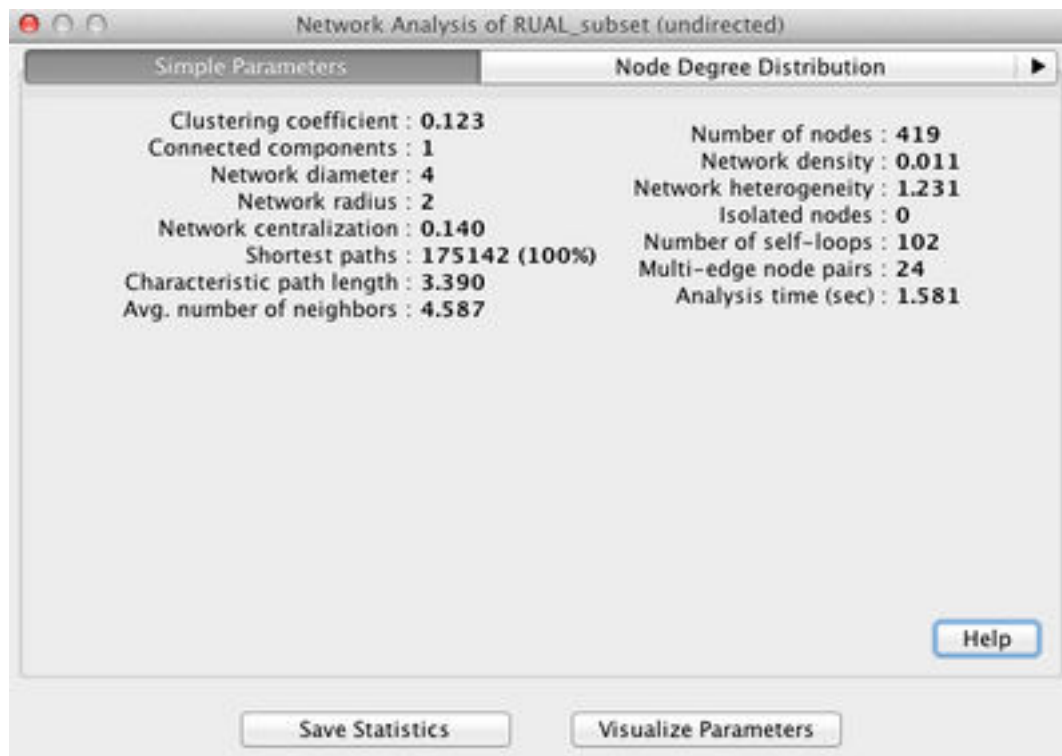 Network Analysis of RUAL_subset (undirected)
Simple Parameters
Node Degree Distribution
Clustering coefficient : 0.123
Connected components : 1
Network diameter : 4
Network radius : 2
Network centralization : 0.140
Shortest paths : 175142 (100%)
Characteristic path length : 3.390
Avg. number of neighbors : 4.587
Number of nodes : 419
Network density : 0.011
Network heterogeneity : 1.231
Isolated nodes : 0
Number of self-loops : 102
Multi-edge node pairs : 24
Analysis time (sec) : 1.581
Help
Save Statistics
Visualize Parameters